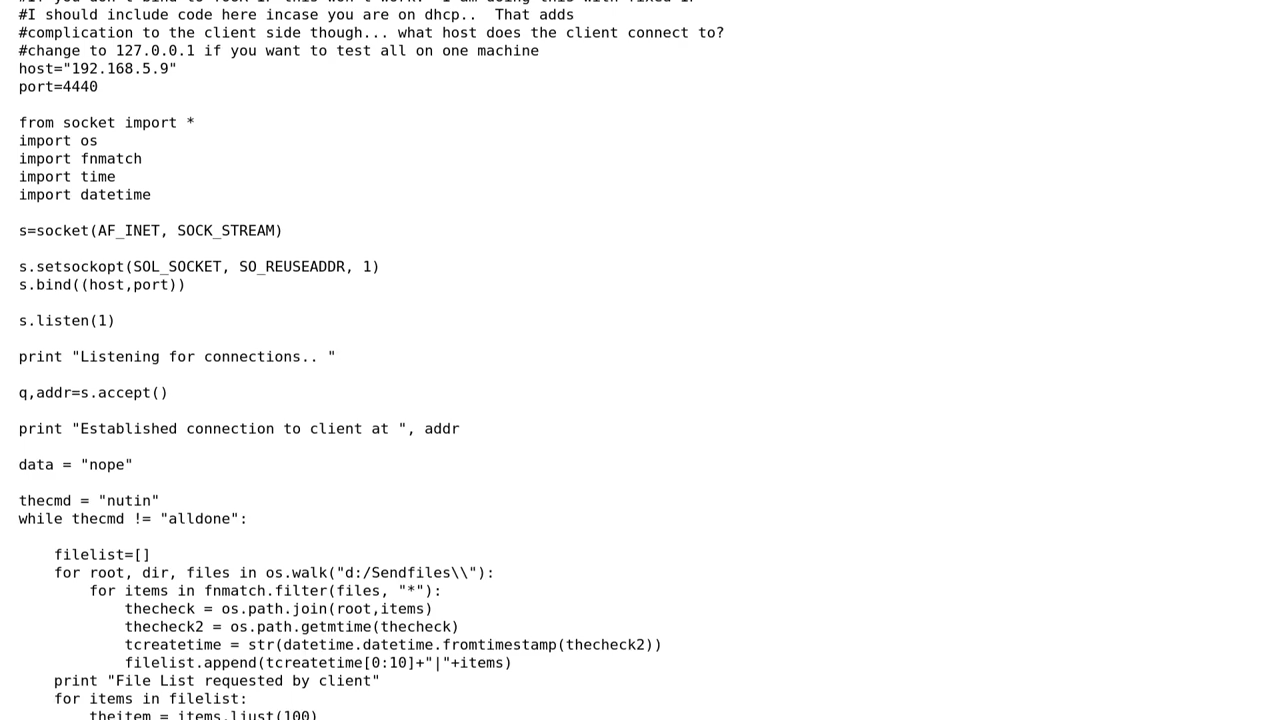 #I should include code here incase you are on dhcp..  That adds
#complication to the client side though... what host does the client connect to?
#change to 127.0.0.1 if you want to test all on one machine
host="192.168.5.9"
port=4440

from socket import *
import os
import fnmatch
import time
import datetime

s=socket(AF_INET, SOCK_STREAM)

s.setsockopt(SOL_SOCKET, SO_REUSEADDR, 1)
s.bind((host,port))

s.listen(1)

print "Listening for connections.. "

q,addr=s.accept()

print "Established connection to client at ", addr

data = "nope"

thecmd = "nutin"
while thecmd != "alldone":

    filelist=[]
    for root, dir, files in os.walk("d:/Sendfiles\\"):
        for items in fnmatch.filter(files, "*"):
            thecheck = os.path.join(root,items)
            thecheck2 = os.path.getmtime(thecheck)
            tcreatetime = str(datetime.datetime.fromtimestamp(thecheck2))
            filelist.append(tcreatetime[0:10]+"|"+items)
    print "File List requested by client"
    for items in filelist:
        theitem = items.ljust(100)